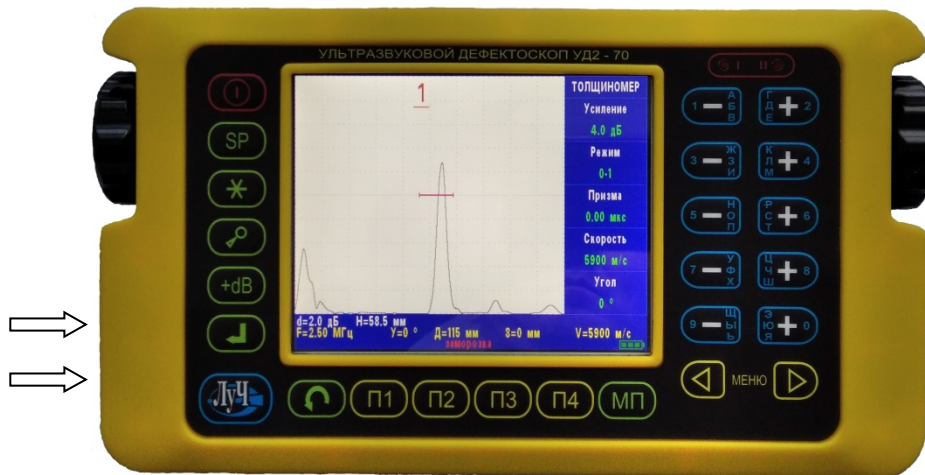 УЛЬТРАЗВУКОВОЙ ДЕФЕКТОСКОП УД2 - 70
I II
1
ТОЛЩИНОМЕР
Усиление
4.0 дБ
Режим
0-1
Призма
0.00 мкс
Скорость
5900 м/с
Угол
0 °
d=2.0 дБ H=58.5 мм
F=2.50 МГц У=0 ° Д=115 мм З=0 мм V=5900 м/с
заморозка
SP
+dB
1 – А Б В
Г Д Е + 2
3 – Ж З И
К Л М + 4
5 – Н О П
Р С Т + 6
7 – У Ф Х
Ц Ч Ш + 8
9 – Щ Ы Ь
Э Ю Я + 0
МЕНЮ
Луч
П1 П2 П3 П4 МП